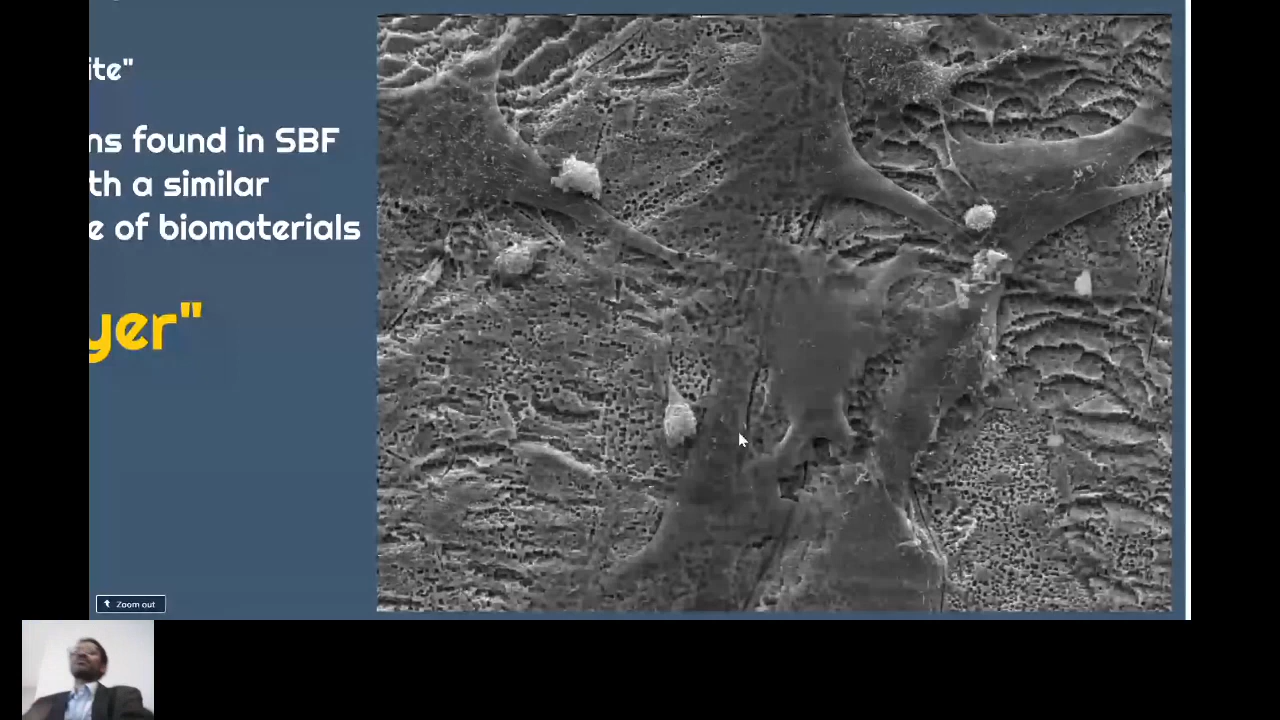 ite"
ns found in SBF
th a similar
e of biomaterials
yer"
Zoom out